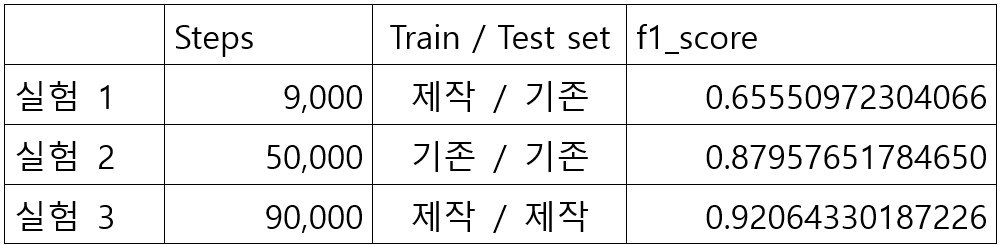 Steps Train / Test set f1_score
실험 1 9,000 제작 / 기존 0.65550972304066
실험 2 50,000 기존 / 기존 0.87957651784650
실험 3 90,000 제작 / 제작 0.92064330187226